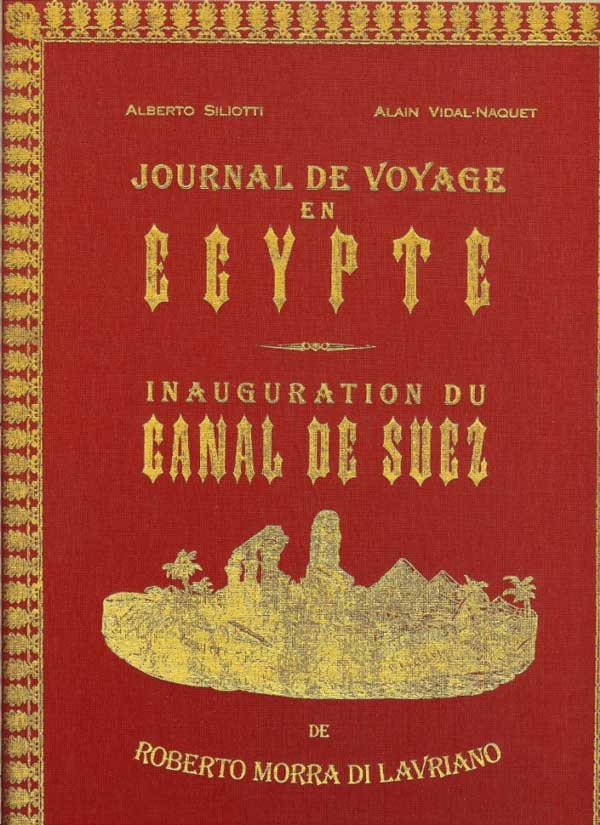 ALBERTO SILIOTTI ALAIN VIDAL-NAQUET
JOURNAL DE VOYAGE
EN
EGYPTE
INAUGURATION DU
CANAL DE SUEZ
DE
ROBERTO MORRA DI LAVRIANO